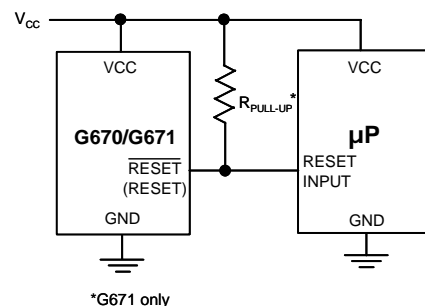 VCC
VCC
VCC
RPULL-UP*
G670/G671
µP
RESET
(RESET)
RESET
INPUT
GND
GND
*G671 only